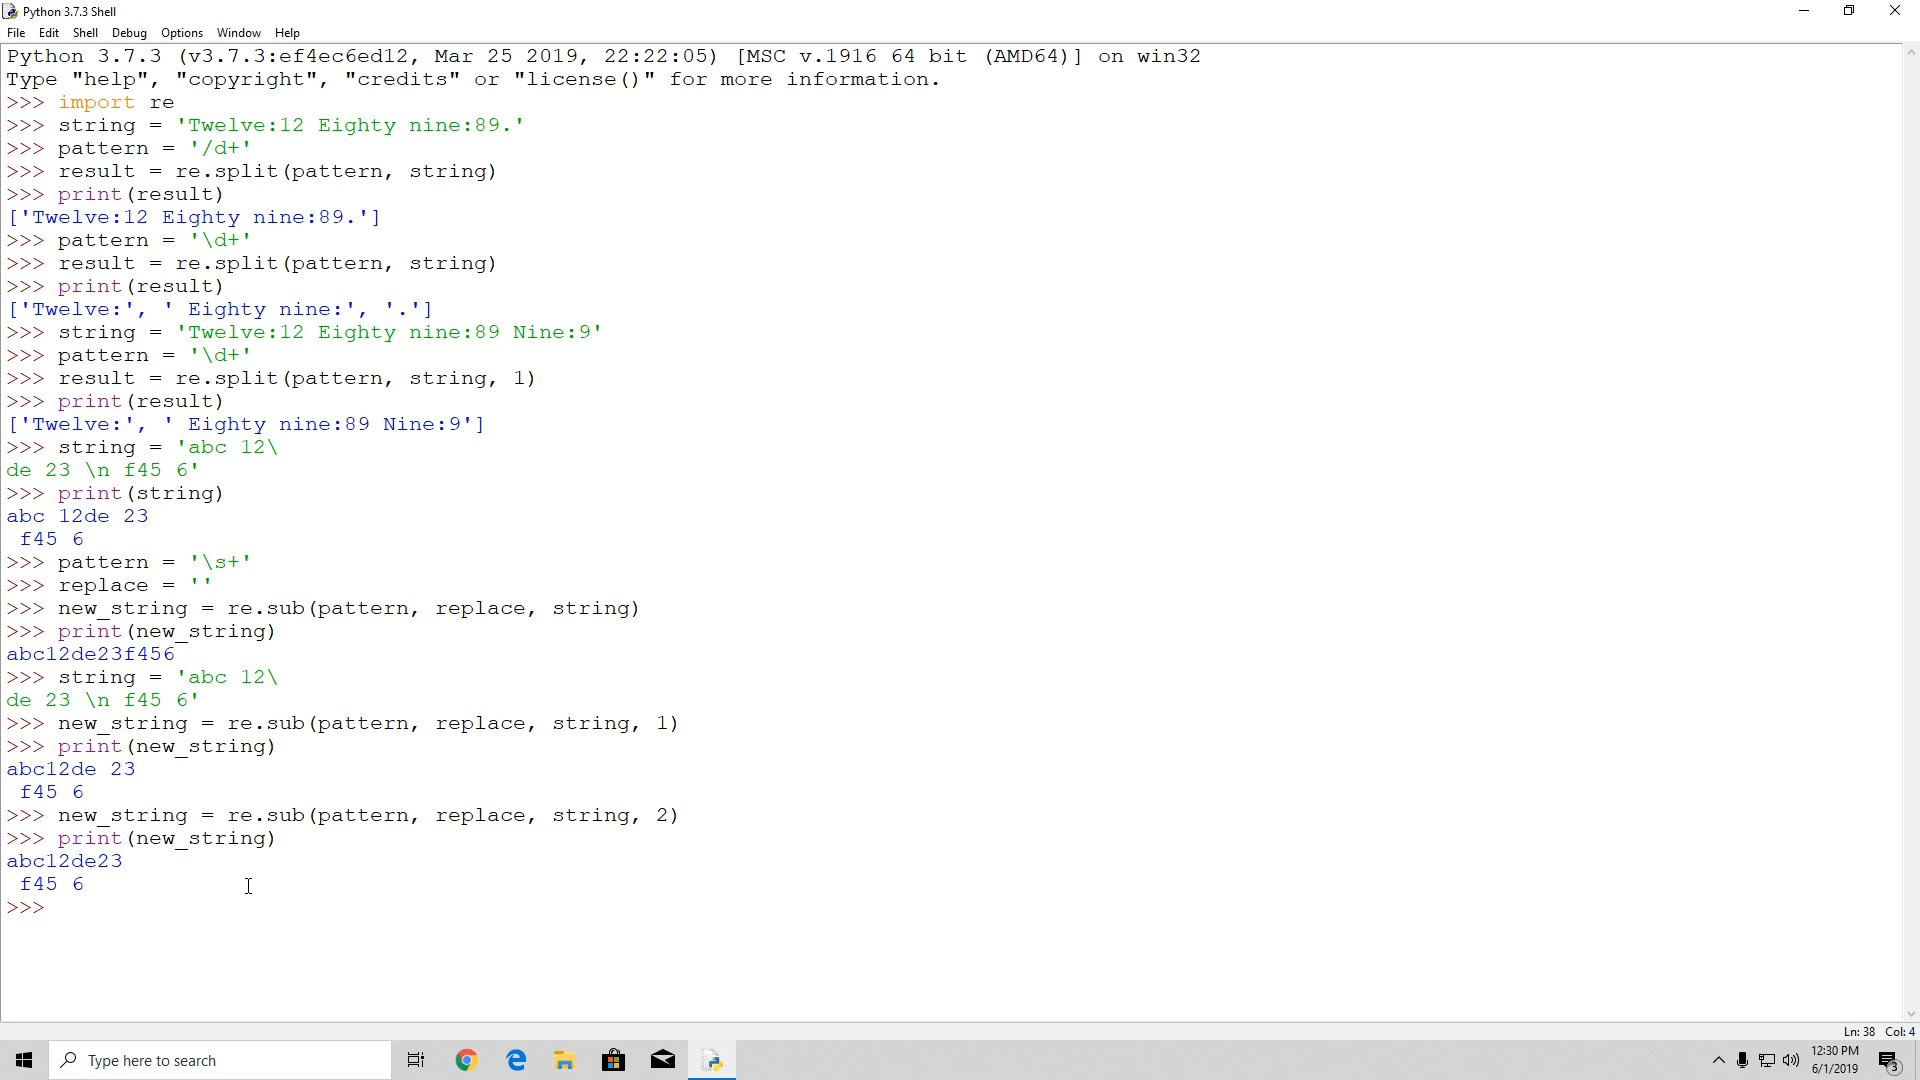 Python 3.7.3 Shell
File Edit Shell Debug Options Window Help
Python 3.7.3 (v3.7.3:ef4ec6ed12, Mar 25 2019, 22:22:05) [MSC v.1916 64 bit (AMD64)] on win32
Type "help", "copyright", "credits" or "license()" for more information.
>>> import re
>>> string = 'Twelve:12 Eighty nine:89.'
>>> pattern = '/d+'
>>> result = re.split(pattern, string)
>>> print(result)
['Twelve:12 Eighty nine:89.']
>>> pattern = '\d+'
>>> result = re.split(pattern, string)
>>> print(result)
['Twelve:', ' Eighty nine:', '.']
>>> string = 'Twelve:12 Eighty nine:89 Nine:9'
>>> pattern = '\d+'
>>> result = re.split(pattern, string, 1)
>>> print(result)
['Twelve:', ' Eighty nine:89 Nine:9']
>>> string = 'abc 12\
de 23 \n f45 6'
>>> print(string)
abc 12de 23
 f45 6
>>> pattern = '\s+'
>>> replace = ''
>>> new_string = re.sub(pattern, replace, string)
>>> print(new_string)
abc12de23f456
>>> string = 'abc 12\
de 23 \n f45 6'
>>> new_string = re.sub(pattern, replace, string, 1)
>>> print(new_string)
abc12de 23
 f45 6
>>> new_string = re.sub(pattern, replace, string, 2)
>>> print(new_string)
abc12de23
 f45 6
>>>
Ln: 38 Col: 4
Type here to search
12:30 PM
6/1/2019
3